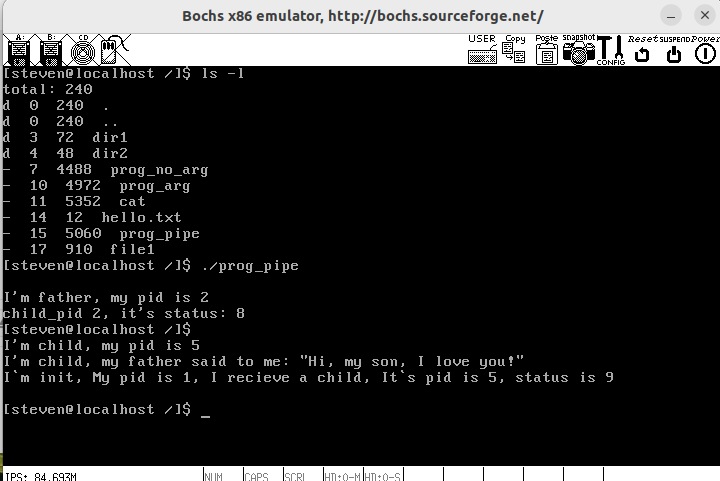 Bochs x86 emulator, http://bochs.sourceforge.net/
A: B: CD USER Copy Paste snapshot CONFIG Reset SUSPEND Power
[steven@localhost /]$ ls -l
total: 240
d  0  240  .
d  0  240  ..
d  3  72  dir1
d  4  48  dir2
-  7  4488  prog_no_arg
-  10  4972  prog_arg
-  11  5352  cat
-  14  12  hello.txt
-  15  5060  prog_pipe
-  17  910  file1
[steven@localhost /]$ ./prog_pipe
I'm father, my pid is 2
child_pid 2, it's status: 8
[steven@localhost /]$
I'm child, my pid is 5
I'm child, my father said to me: "Hi, my son, I love you!"
I`m init, My pid is 1, I recieve a child, It`s pid is 5, status is 9
[steven@localhost /]$ _
IPS: 84.693M NUM CAPS SCRL HD:0-M HD:0-S